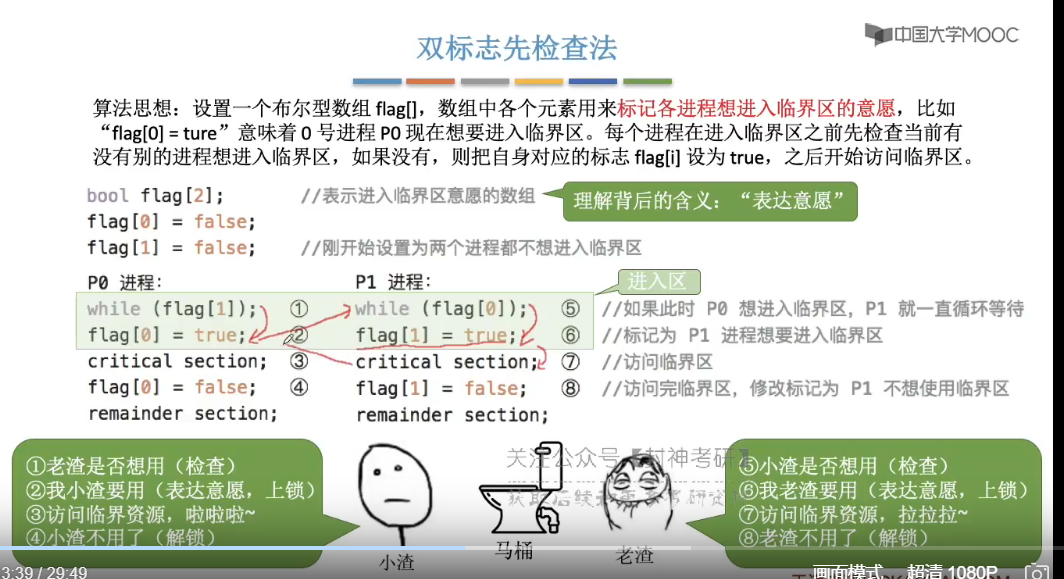 中国大学MOOC
双标志先检查法
算法思想：设置一个布尔型数组 flag[]，数组中各个元素用来标记各进程想进入临界区的意愿，比如
“flag[0] = ture”意味着 0 号进程 P0 现在想要进入临界区。每个进程在进入临界区之前先检查当前有
没有别的进程想进入临界区，如果没有，则把自身对应的标志 flag[i] 设为 true，之后开始访问临界区。
bool flag[2]; //表示进入临界区意愿的数组
理解背后的含义：“表达意愿”
flag[0] = false;
flag[1] = false; //刚开始设置为两个进程都不想进入临界区
P0 进程: P1 进程: 进入区
while (flag[1]); ① while (flag[0]); ⑤ //如果此时 P0 想进入临界区，P1 就一直循环等待
flag[0] = true; ② flag[1] = true; ⑥ //标记为 P1 进程想要进入临界区
critical section; ③ critical section; ⑦ //访问临界区
flag[0] = false; ④ flag[1] = false; ⑧ //访问完临界区，修改标记为 P1 不想使用临界区
remainder section; remainder section;
①老渣是否想用（检查）
②我小渣要用（表达意愿，上锁）
③访问临界资源，啦啦啦~
④小渣不用了（解锁）
小渣
马桶
老渣
关注公众号
⑤小渣是否想用（检查）
⑥我老渣要用（表达意愿，上锁）
⑦访问临界资源，拉拉拉~
⑧老渣不用了（解锁）
3:39 / 29:49
画面模式 超清 1080P